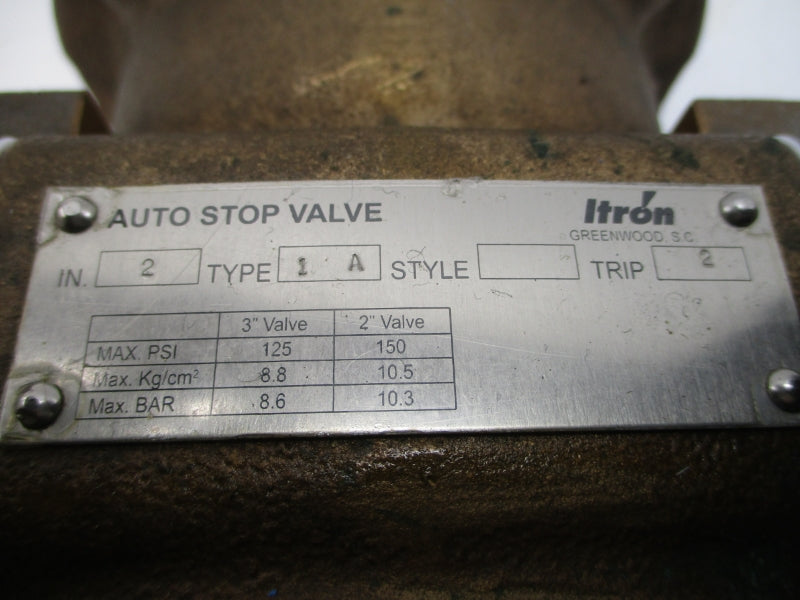 AUTO STOP VALVE Itron
GREENWOOD, S.C.
IN. 2 TYPE 1 A STYLE TRIP 2
3" Valve 2" Valve
MAX. PSI 125 150
Max. Kg/cm² 8.8 10.5
Max. BAR 8.6 10.3